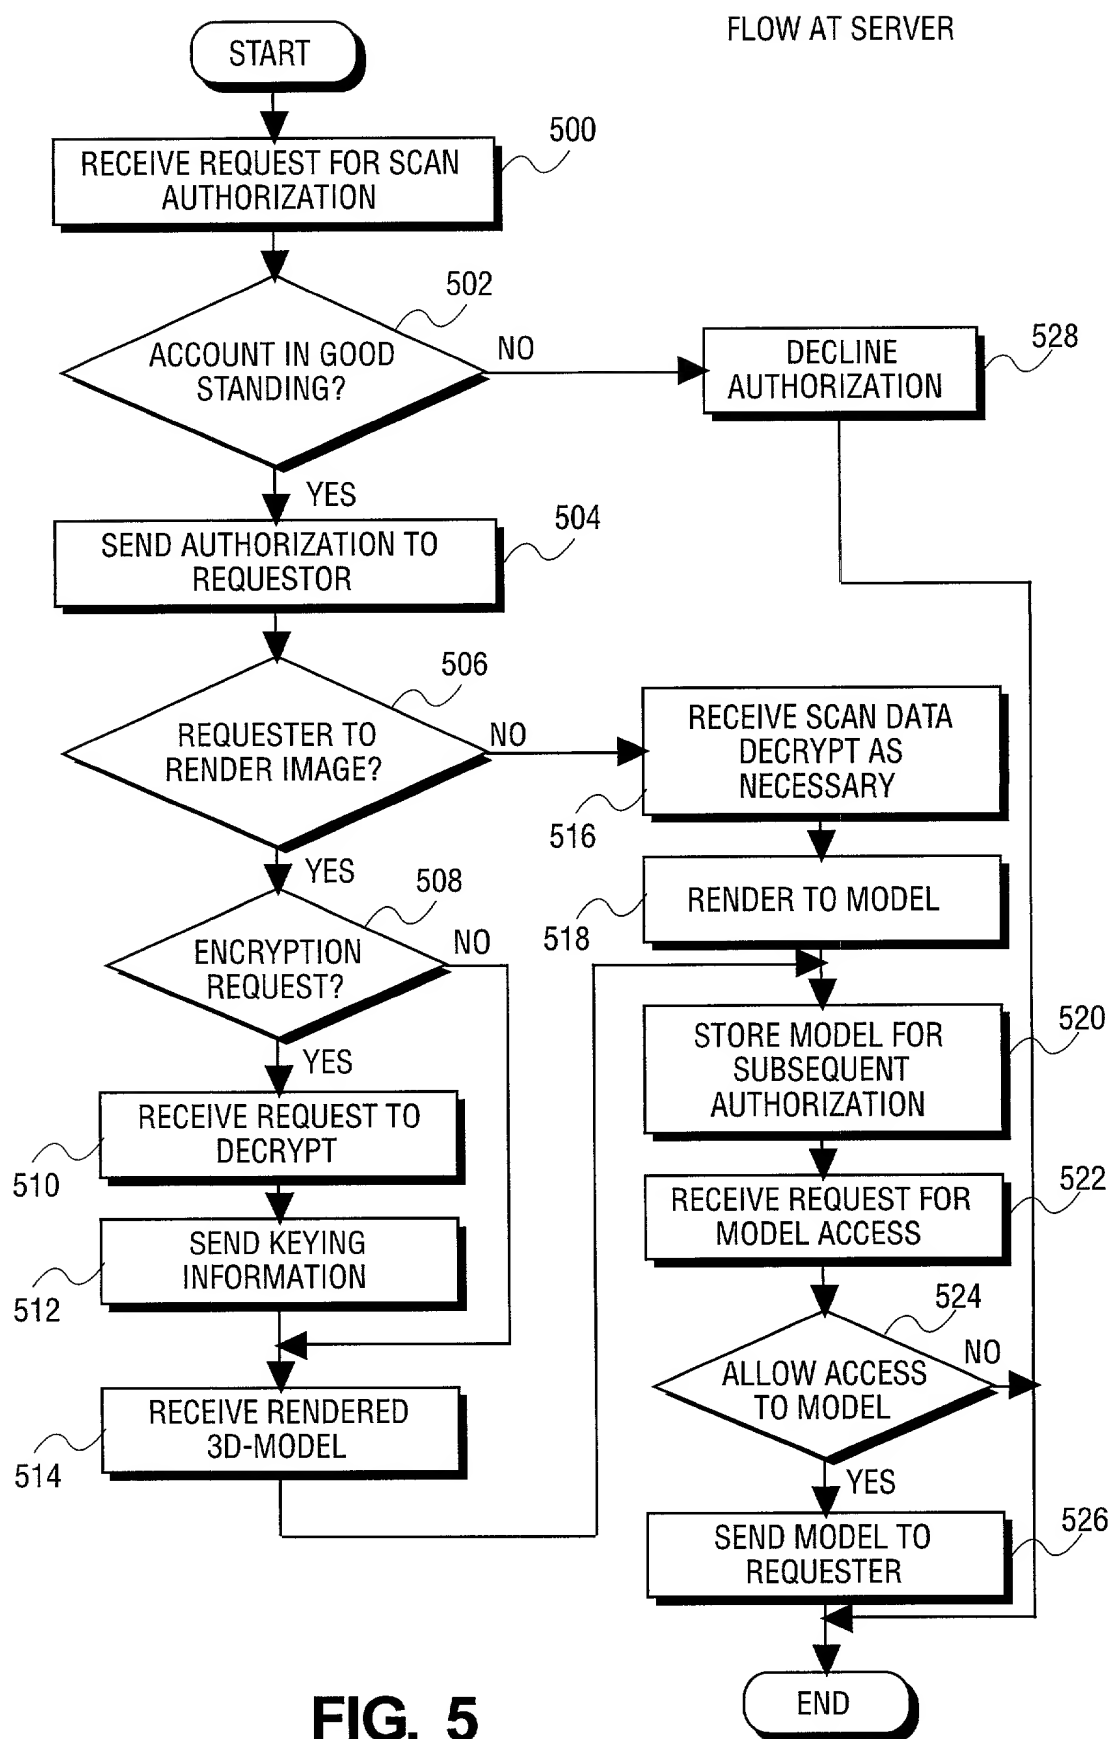 FLOW AT SERVER
START
500
RECEIVE REQUEST FOR SCAN
AUTHORIZATION
502
ACCOUNT IN GOOD
STANDING?
NO
528
DECLINE
AUTHORIZATION
YES
504
SEND AUTHORIZATION TO
REQUESTOR
506
REQUESTER TO
RENDER IMAGE?
NO
RECEIVE SCAN DATA
DECRYPT AS
NECESSARY
516
YES
508
ENCRYPTION
REQUEST?
NO
RENDER TO MODEL
518
YES
520
STORE MODEL FOR
SUBSEQUENT
AUTHORIZATION
RECEIVE REQUEST TO
DECRYPT
510
522
RECEIVE REQUEST FOR
MODEL ACCESS
SEND KEYING
INFORMATION
512
524
ALLOW ACCESS
TO MODEL
NO
RECEIVE RENDERED
3D-MODEL
514
YES
526
SEND MODEL TO
REQUESTER
END
FIG. 5